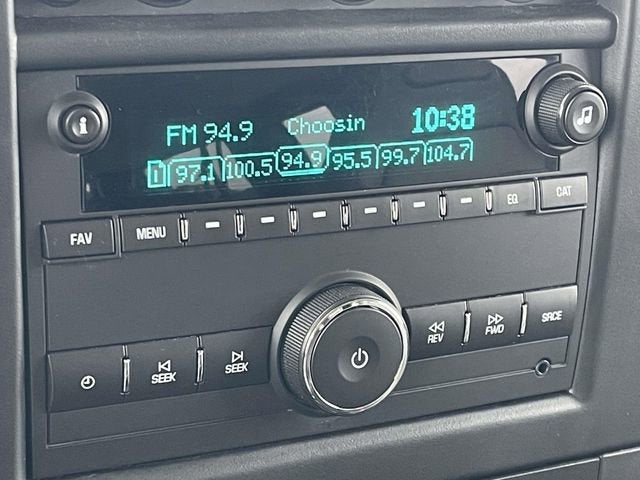 FM 94.9 Choosin 10:38
1 97.1 100.5 94.9 95.5 99.7 104.7
i
FAV MENU EQ CAT
SEEK SEEK REV FWD SRCE